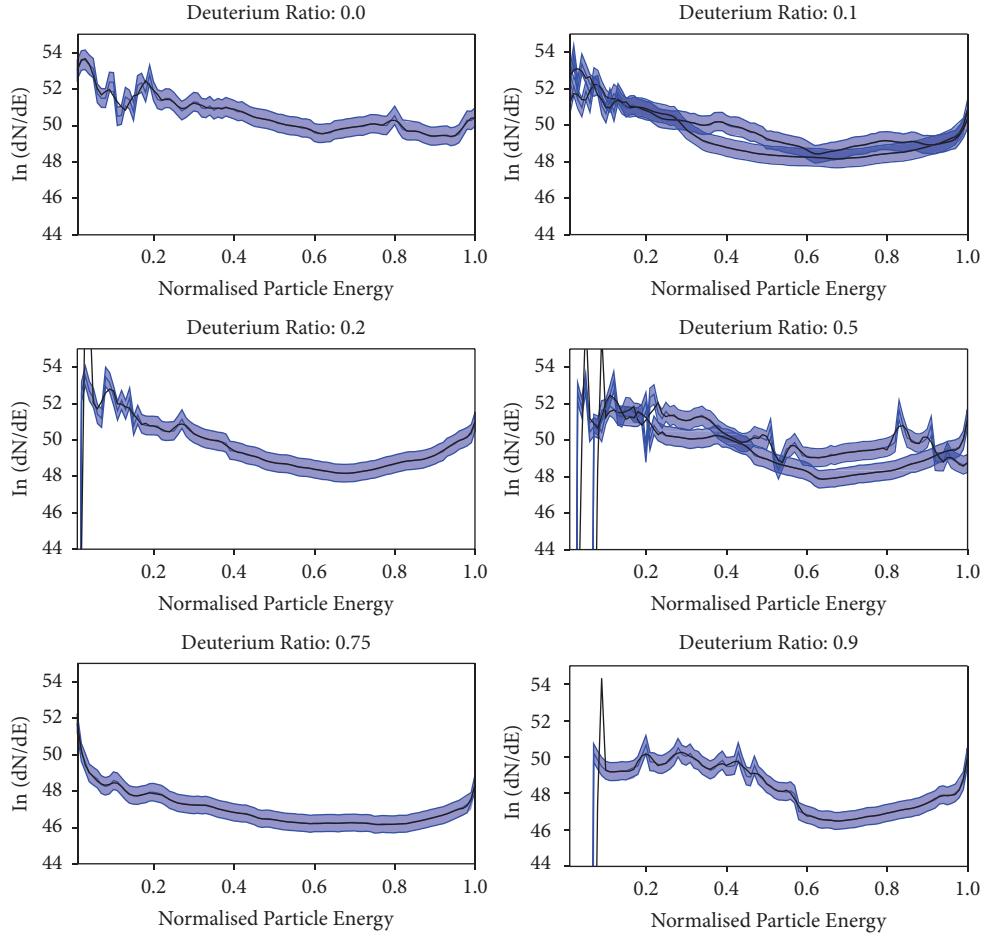 Deuterium Ratio: 0.0
54
52
50
48
46
44
In (dN/dE)
0.2 0.4 0.6 0.8 1.0
Normalised Particle Energy
Deuterium Ratio: 0.1
54
52
50
48
46
44
In (dN/dE)
0.2 0.4 0.6 0.8 1.0
Normalised Particle Energy
Deuterium Ratio: 0.2
54
52
50
48
46
44
In (dN/dE)
0.2 0.4 0.6 0.8 1.0
Normalised Particle Energy
Deuterium Ratio: 0.5
54
52
50
48
46
44
In (dN/dE)
0.2 0.4 0.6 0.8 1.0
Normalised Particle Energy
Deuterium Ratio: 0.75
54
52
50
48
46
44
In (dN/dE)
0.2 0.4 0.6 0.8 1.0
Normalised Particle Energy
Deuterium Ratio: 0.9
54
52
50
48
46
44
In (dN/dE)
0.2 0.4 0.6 0.8 1.0
Normalised Particle Energy